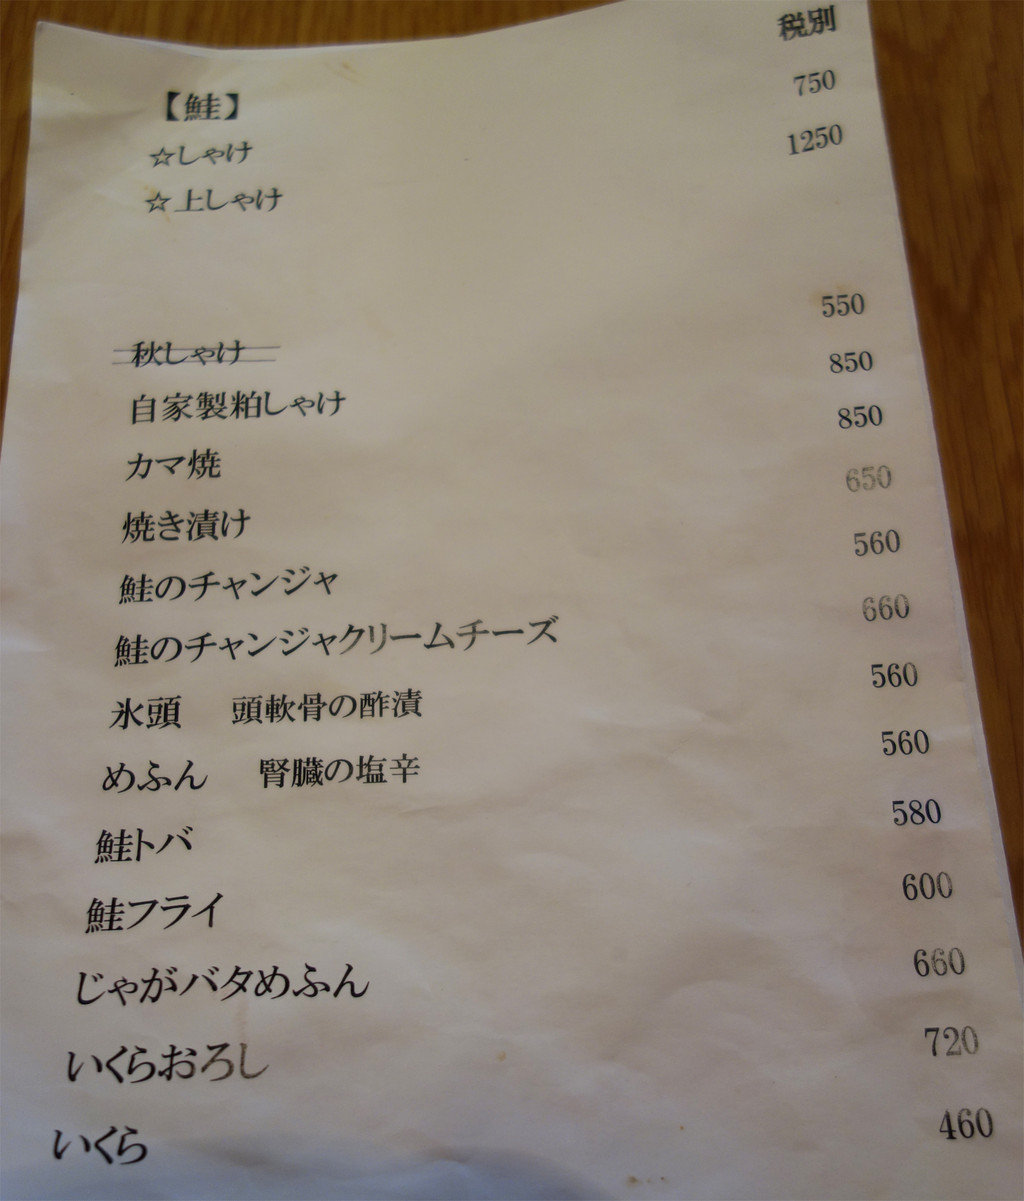 税別
【鮭】
☆しゃけ 750
☆上しゃけ 1250
秋しゃけ 550
自家製粕しゃけ 850
カマ焼 850
焼き漬け 650
鮭のチャンジャ 560
鮭のチャンジャクリームチーズ 660
氷頭 頭軟骨の酢漬 560
めふん 腎臓の塩辛 560
鮭トバ 580
鮭フライ 600
じゃがバタめふん 660
いくらおろし 720
いくら 460